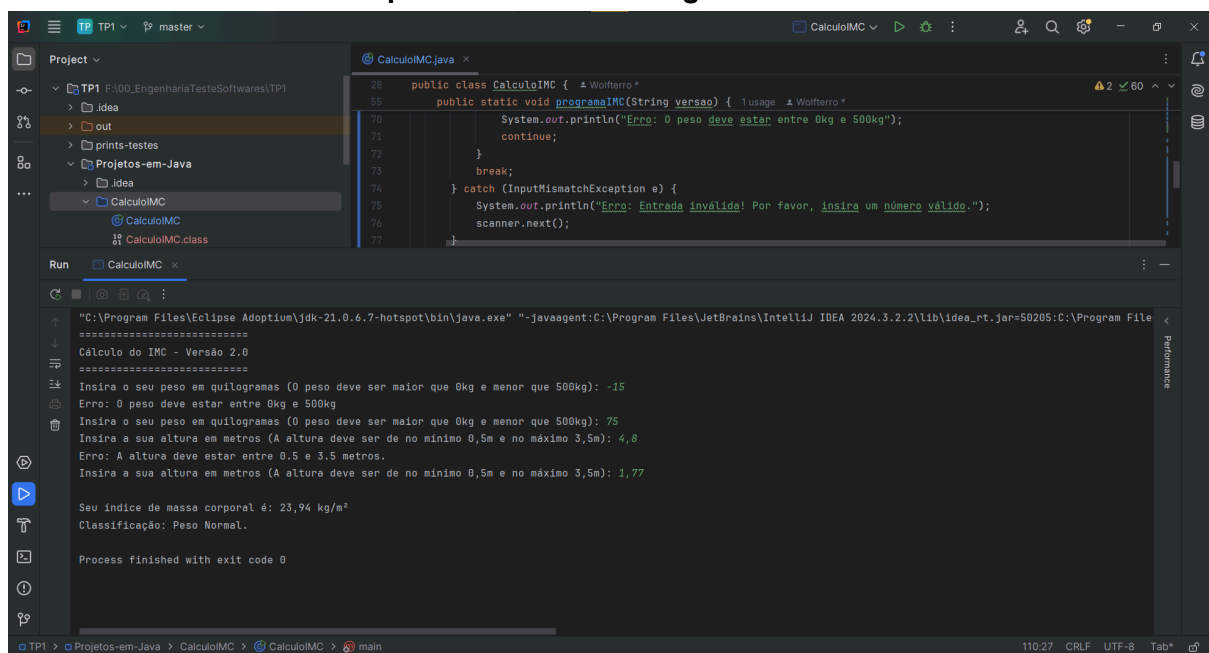 TP TP1 master CalculoIMC
Project
CalculoIMC.java
TP1 F:\00_EngenhariaTesteSoftwares\TP1
.idea
out
prints-testes
Projetos-em-Java
.idea
CalculoIMC
CalculoIMC
CalculoIMC.class
28 public class CalculoIMC { Wolfterro *
2 60
55 public static void programaIMC(String versao) { 1 usage Wolfterro *
70 System.out.println("Erro: O peso deve estar entre 0kg e 500kg");
71 continue;
72 }
73 break;
74 } catch (InputMismatchException e) {
75 System.out.println("Erro: Entrada inválida! Por favor, insira um número válido.");
76 scanner.next();
77 }
Run CalculoIMC
"C:\Program Files\Eclipse Adoptium\jdk-21.0.6.7-hotspot\bin\java.exe" "-javaagent:C:\Program Files\JetBrains\IntelliJ IDEA 2024.3.2.2\lib\idea_rt.jar=50205:C:\Program File
===========================
Cálculo do IMC - Versão 2.0
===========================
Insira o seu peso em quilogramas (O peso deve ser maior que 0kg e menor que 500kg): -15
Erro: O peso deve estar entre 0kg e 500kg
Insira o seu peso em quilogramas (O peso deve ser maior que 0kg e menor que 500kg): 75
Insira a sua altura em metros (A altura deve ser de no mínimo 0,5m e no máximo 3,5m): 4,8
Erro: A altura deve estar entre 0.5 e 3.5 metros.
Insira a sua altura em metros (A altura deve ser de no mínimo 0,5m e no máximo 3,5m): 1,77
Seu índice de massa corporal é: 23,94 kg/m²
Classificação: Peso Normal.
Process finished with exit code 0
Performance
TP1 > Projetos-em-Java > CalculoIMC > CalculoIMC > main
110:27 CRLF UTF-8 Tab*